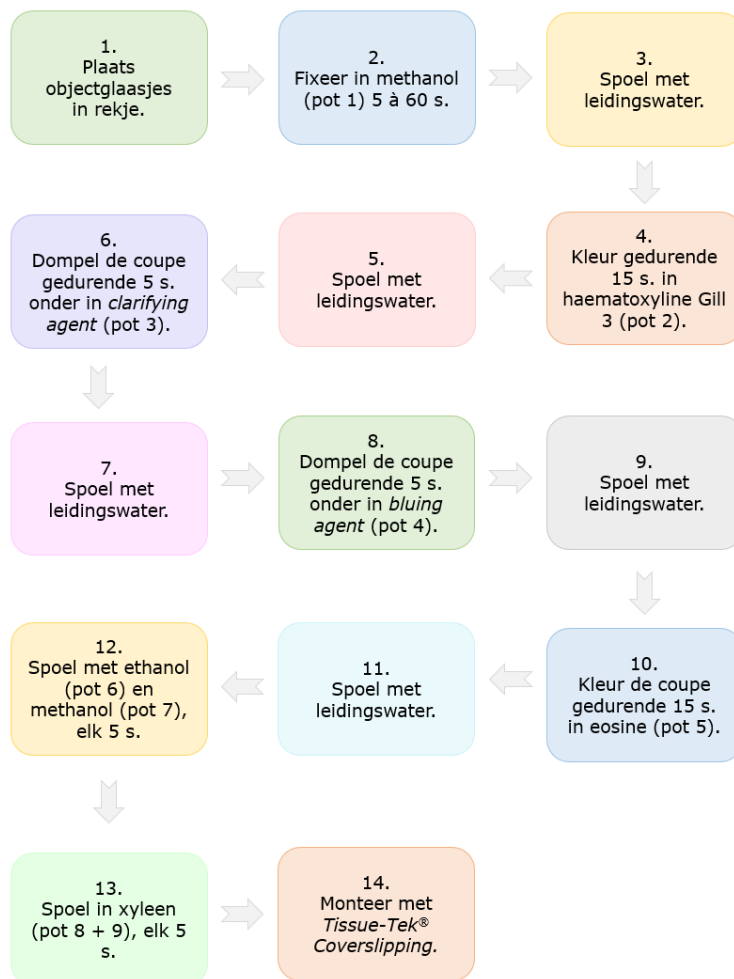 1.
Plaats
objectglaasjes
in rekje.
2.
Fixeer in methanol
(pot 1) 5 à 60 s.
3.
Spoel met
leidingswater.
4.
Kleur gedurende
15 s. in
haematoxyline Gill
3 (pot 2).
5.
Spoel met
leidingswater.
6.
Dompel de coupe
gedurende 5 s.
onder in clarifying
agent (pot 3).
7.
Spoel met
leidingswater.
8.
Dompel de coupe
gedurende 5 s.
onder in bluing
agent (pot 4).
9.
Spoel met
leidingswater.
10.
Kleur de coupe
gedurende 15 s.
in eosine (pot 5).
11.
Spoel met
leidingswater.
12.
Spoel met ethanol
(pot 6) en
methanol (pot 7),
elk 5 s.
13.
Spoel in xyleen
(pot 8 + 9), elk 5
s.
14.
Monteer met
Tissue-Tek®
Coverslipping.